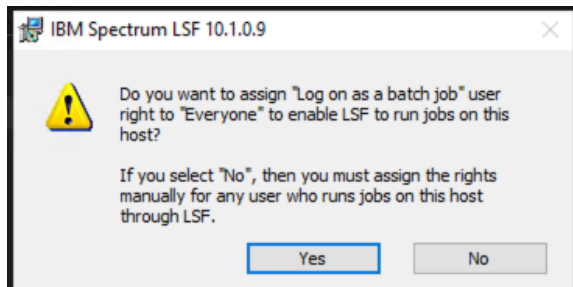 IBM Spectrum LSF 10.1.0.9
Do you want to assign "Log on as a batch job" user
right to "Everyone" to enable LSF to run jobs on this
host?
If you select "No", then you must assign the rights
manually for any user who runs jobs on this host
through LSF.
Yes No